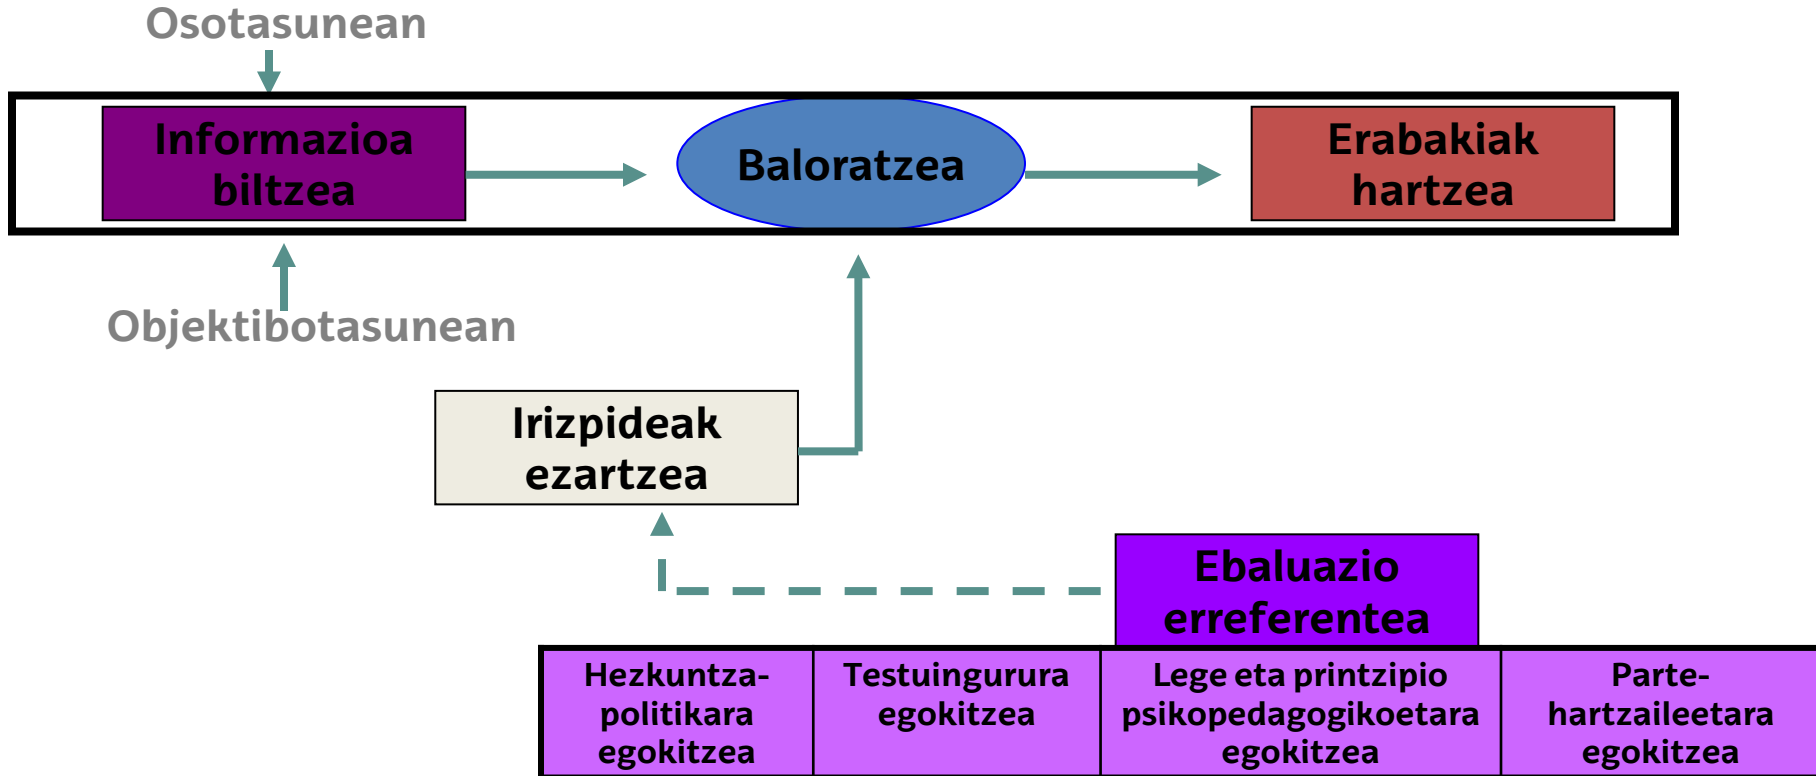 Osotasunean
Informazioa
biltzea
Baloratzea
Erabakiak
hartzea
Objektibotasunean
Irizpideak
ezartzea
Ebaluazio
erreferentea
Hezkuntza-
politikara
egokitzea
Testuingurura
egokitzea
Lege eta printzipio
psikopedagogikoetara
egokitzea
Parte-
hartzaileetara
egokitzea